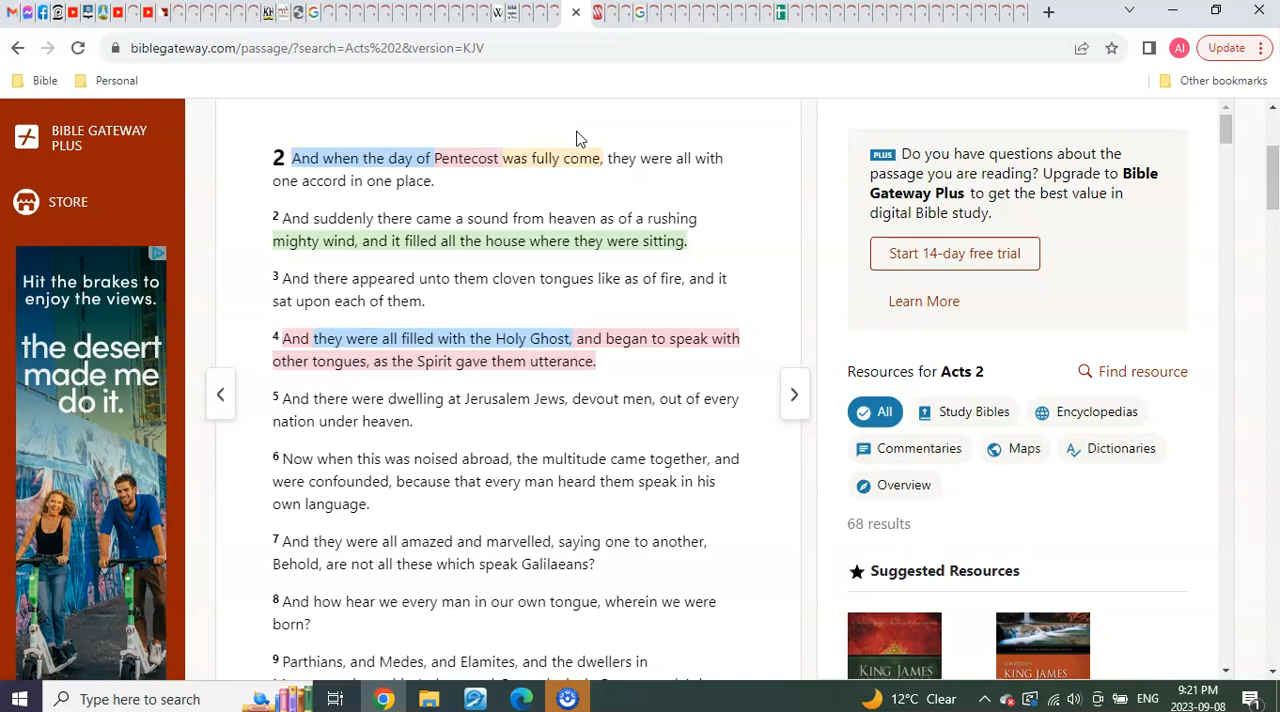 biblegateway.com/passage/?search=Acts%202&version=KJV
AI
Update
Bible
Personal
Other bookmarks
BIBLE GATEWAY
PLUS
STORE
Hit the brakes to
enjoy the views.
the desert
made me
do it.
2 And when the day of Pentecost was fully come, they were all with
one accord in one place.
2 And suddenly there came a sound from heaven as of a rushing
mighty wind, and it filled all the house where they were sitting.
3 And there appeared unto them cloven tongues like as of fire, and it
sat upon each of them.
4 And they were all filled with the Holy Ghost, and began to speak with
other tongues, as the Spirit gave them utterance.
5 And there were dwelling at Jerusalem Jews, devout men, out of every
nation under heaven.
6 Now when this was noised abroad, the multitude came together, and
were confounded, because that every man heard them speak in his
own language.
7 And they were all amazed and marvelled, saying one to another,
Behold, are not all these which speak Galilaeans?
8 And how hear we every man in our own tongue, wherein we were
born?
9 Parthians, and Medes, and Elamites, and the dwellers in
PLUS Do you have questions about the
passage you are reading? Upgrade to Bible
Gateway Plus to get the best value in
digital Bible study.
Start 14-day free trial
Learn More
Resources for Acts 2
Find resource
All
Study Bibles
Encyclopedias
Commentaries
Maps
Dictionaries
Overview
68 results
Suggested Resources
KING JAMES
KING JAMES
Type here to search
12°C Clear
ENG
9:21 PM
2023-09-08
1